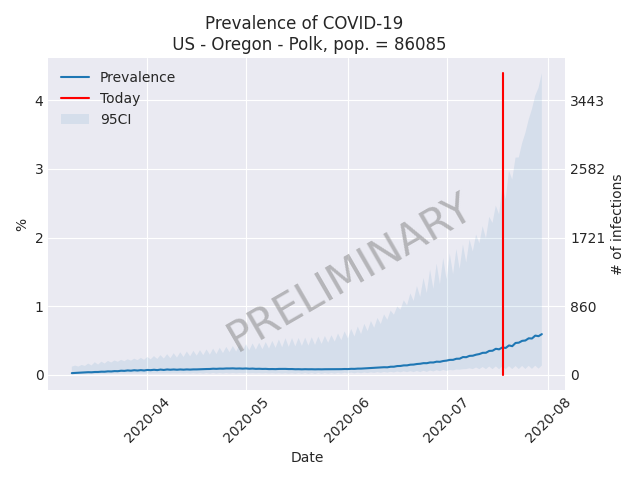 Prevalence of COVID-19
US - Oregon - Polk, pop. = 86085
Prevalence
Today
95CI
4
3
2
1
0
%
3443
2582
1721
860
0
# of infections
PRELIMINARY
2020-04
2020-05
2020-06
2020-07
2020-08
Date